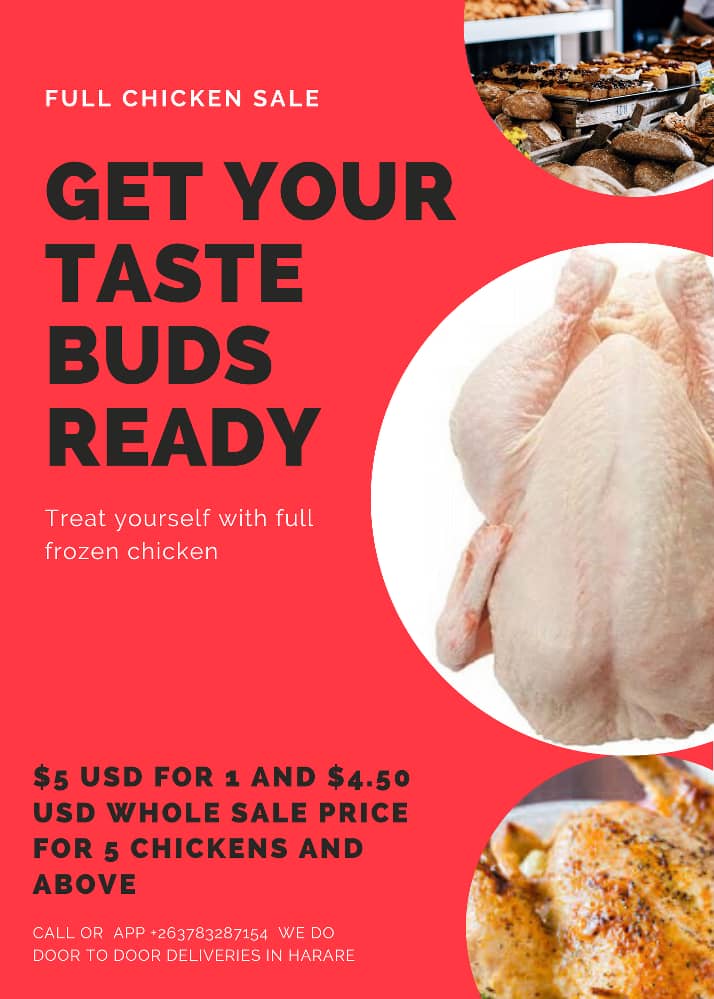 FULL CHICKEN SALE
GET YOUR
TASTE
BUDS
READY
Treat yourself with full
frozen chicken
$5 USD FOR 1 AND $4.50
USD WHOLE SALE PRICE
FOR 5 CHICKENS AND
ABOVE
CALL OR APP +263783287154 WE DO
DOOR TO DOOR DELIVERIES IN HARARE